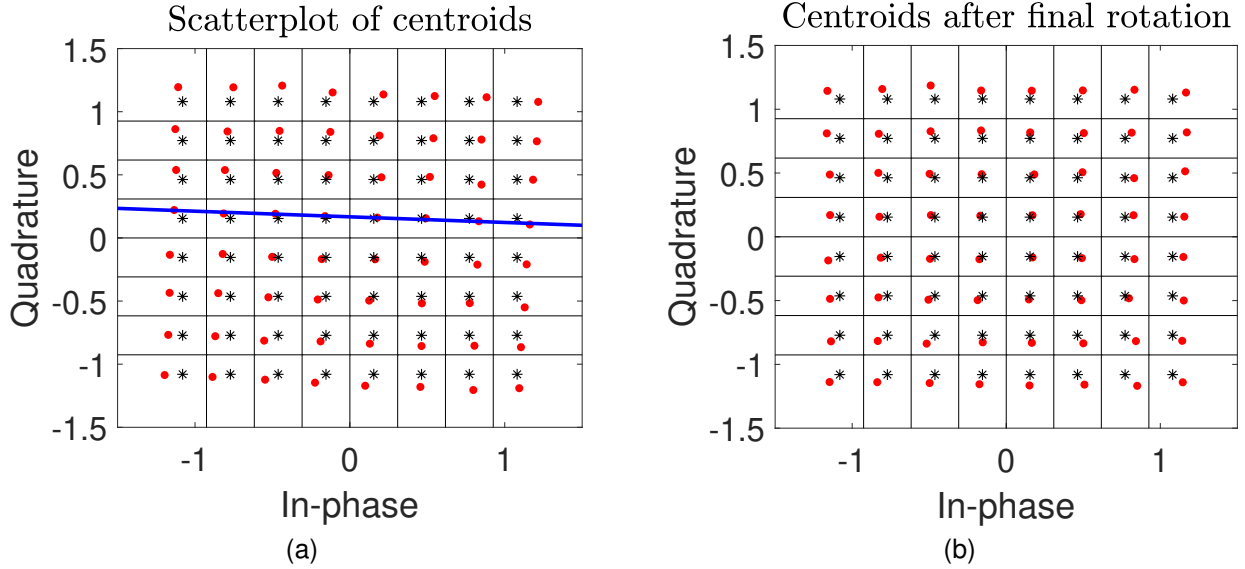 Scatterplot of centroids
1.5
1
0.5
0
-0.5
-1
-1.5
Quadrature
-1 0 1
In-phase
(a)
Centroids after final rotation
1.5
1
0.5
0
-0.5
-1
-1.5
Quadrature
-1 0 1
In-phase
(b)